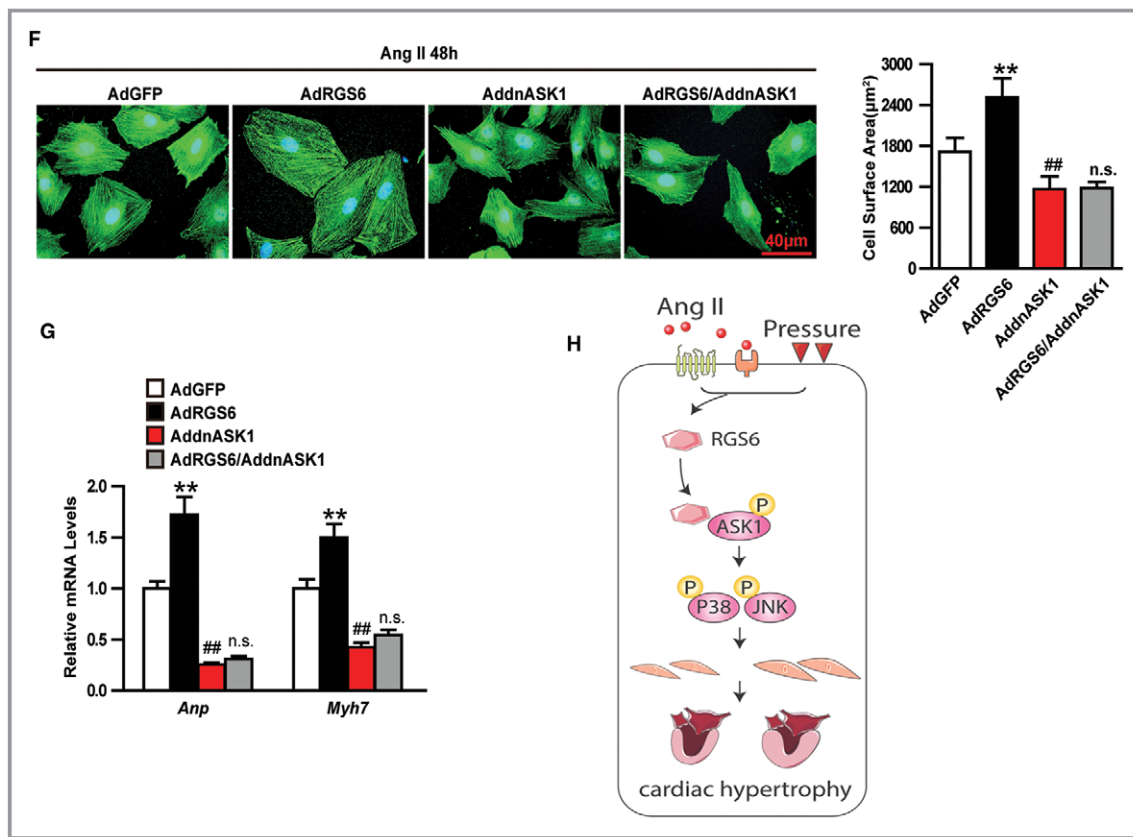 F
Ang II 48h
AdGFP AdRGS6 AddnASK1 AdRGS6/AddnASK1
40μm
Cell Surface Area(μm²)
3000
2400
1800
1200
600
0
**
##
n.s.
AdGFP
AdRGS6
AddnASK1
AdRGS6/AddnASK1
G
AdGFP
AdRGS6
AddnASK1
AdRGS6/AddnASK1
Relative mRNA Levels
2.0
1.5
1.0
0.5
0.0
** ## n.s.
** ## n.s.
Anp Myh7
H
Ang II
Pressure
RGS6
P
ASK1
P P
P38 JNK
cardiac hypertrophy